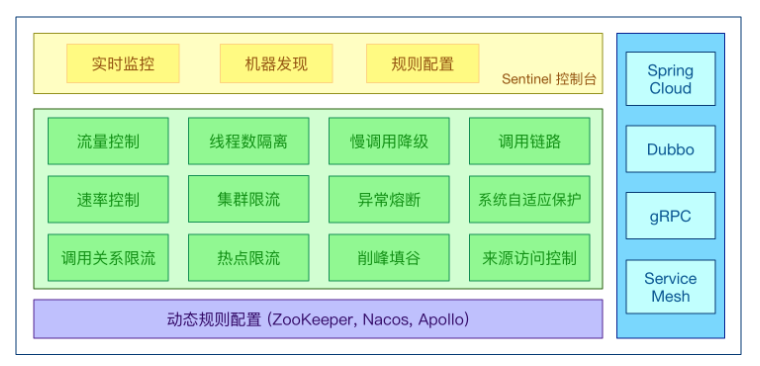 实时监控
机器发现
规则配置
Sentinel 控制台
流量控制
线程数隔离
慢调用降级
调用链路
速率控制
集群限流
异常熔断
系统自适应保护
调用关系限流
热点限流
削峰填谷
来源访问控制
动态规则配置 (ZooKeeper, Nacos, Apollo)
Spring
Cloud
Dubbo
gRPC
Service
Mesh